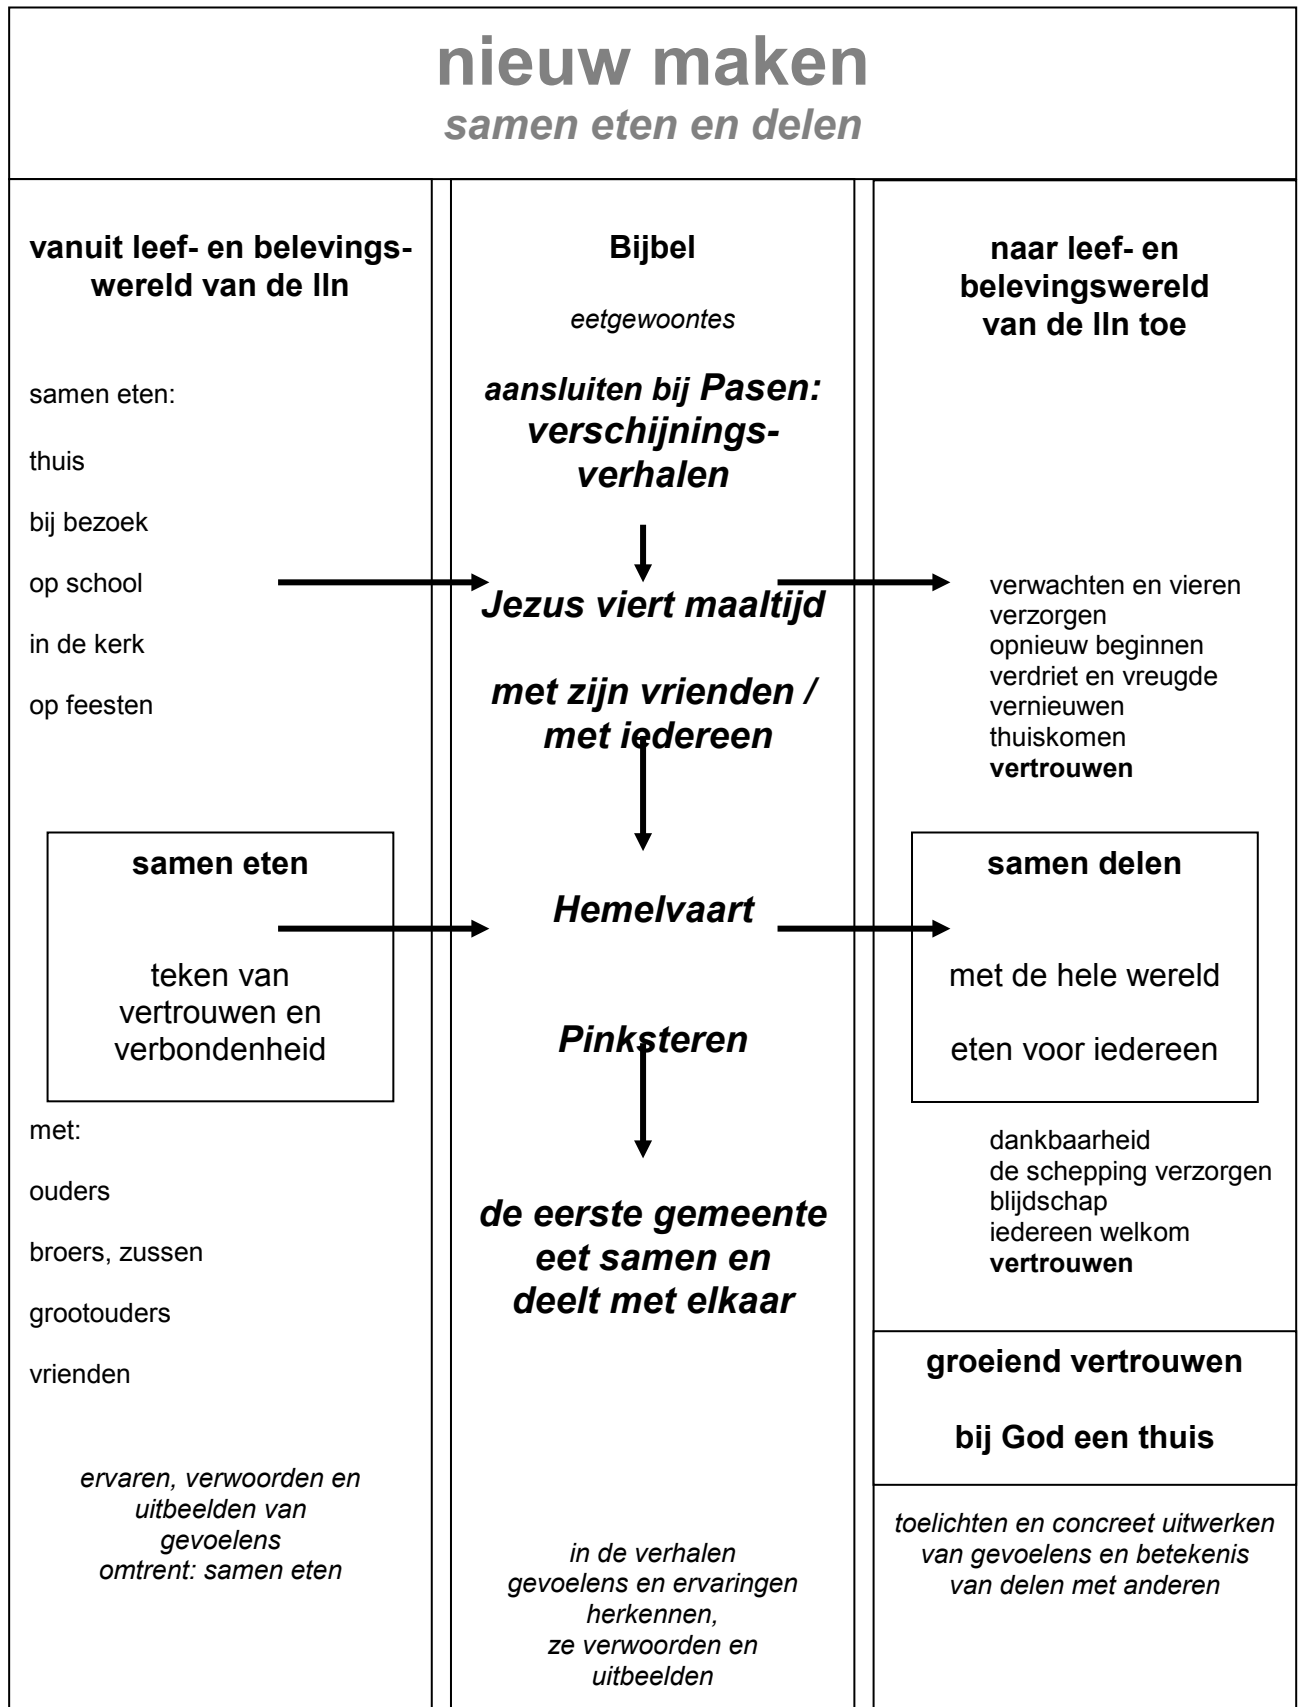 nieuw maken
samen eten en delen
vanuit leef- en belevings-
wereld van de lln
samen eten:
thuis
bij bezoek
op school
in de kerk
op feesten
samen eten
teken van
vertrouwen en
verbondenheid
met:
ouders
broers, zussen
grootouders
vrienden
ervaren, verwoorden en
uitbeelden van
gevoelens
omtrent: samen eten
Bijbel
eetgewoontes
aansluiten bij Pasen:
verschijnings-
verhalen
Jezus viert maaltijd
met zijn vrienden /
met iedereen
Hemelvaart
Pinksteren
de eerste gemeente
eet samen en
deelt met elkaar
in de verhalen
gevoelens en ervaringen
herkennen,
ze verwoorden en
uitbeelden
naar leef- en
belevingswereld
van de lln toe
verwachten en vieren
verzorgen
opnieuw beginnen
verdriet en vreugde
vernieuwen
thuiskomen
vertrouwen
samen delen
met de hele wereld
eten voor iedereen
dankbaarheid
de schepping verzorgen
blijdschap
iedereen welkom
vertrouwen
groeiend vertrouwen
bij God een thuis
toelichten en concreet uitwerken
van gevoelens en betekenis
van delen met anderen